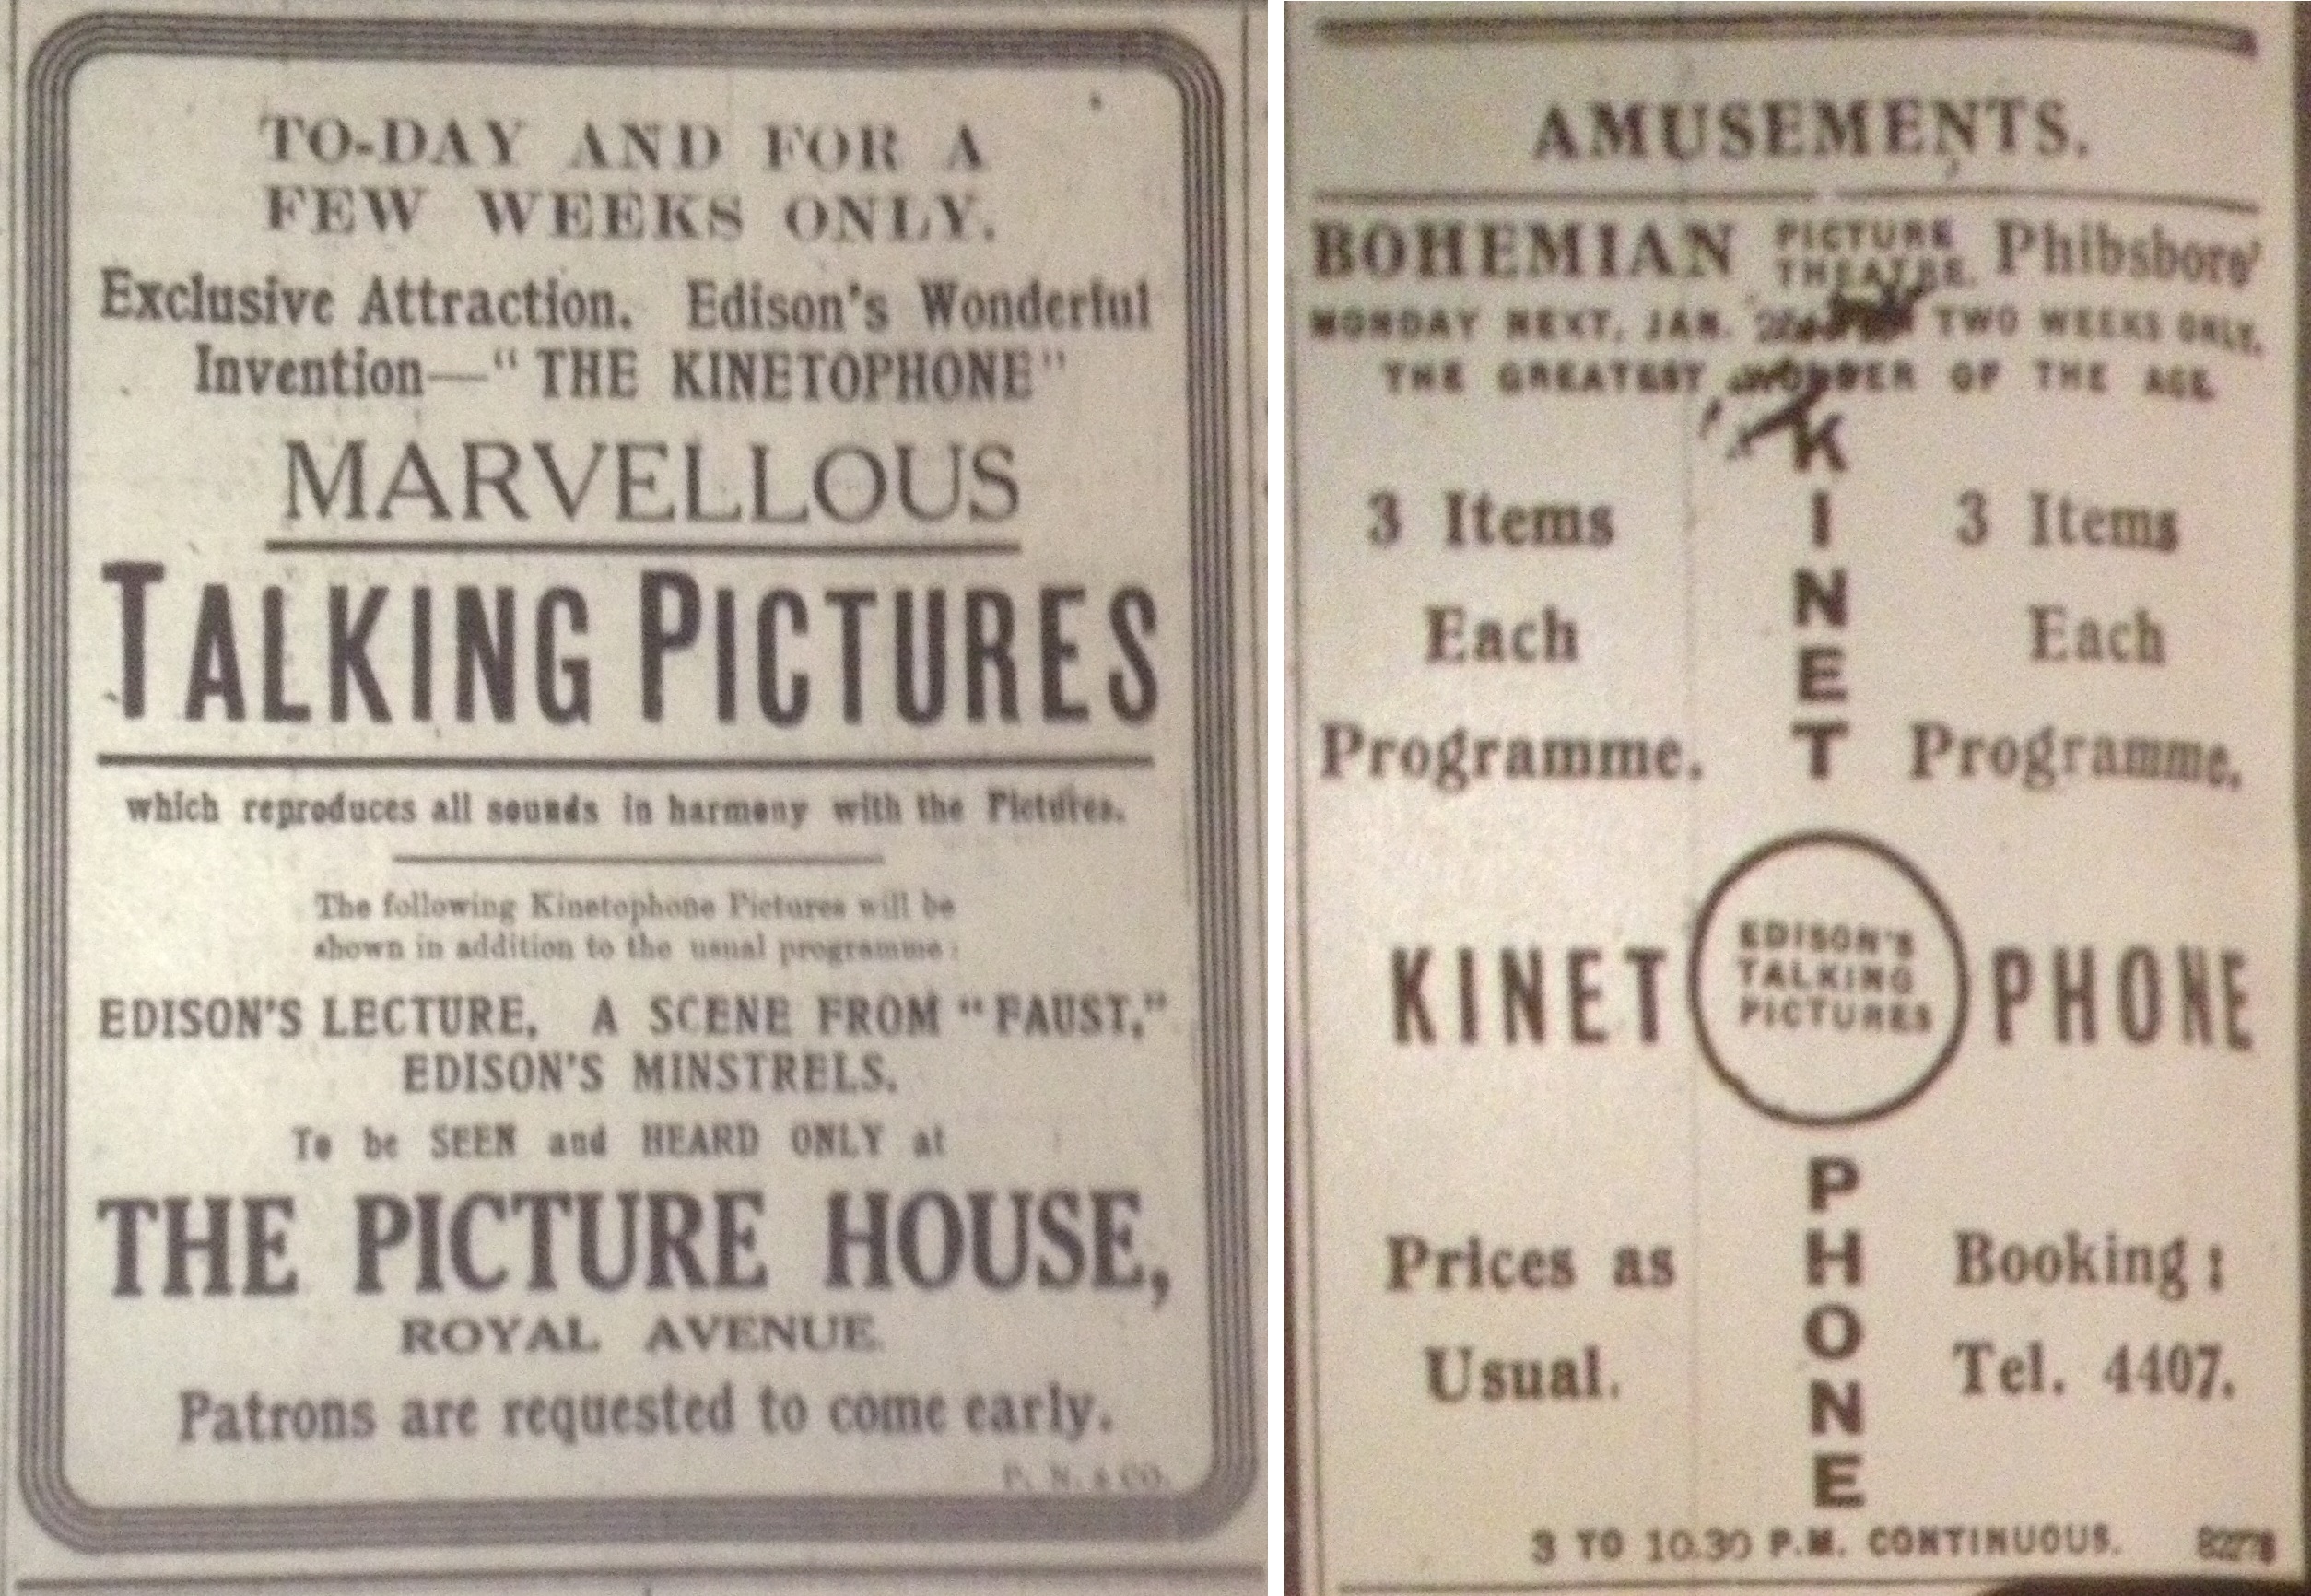 TO-DAY AND FOR A
FEW WEEKS ONLY.
Exclusive Attraction. Edison's Wonderful
Invention—"THE KINETOPHONE"
MARVELLOUS
TALKING PICTURES
which reproduces all sounds in harmony with the Pictures.
The following Kinetophone Pictures will be
shown in addition to the usual programme:
EDISON'S LECTURE, A SCENE FROM "FAUST,"
EDISON'S MINSTRELS.
To be SEEN and HEARD ONLY at
THE PICTURE HOUSE,
ROYAL AVENUE
Patrons are requested to come early.
P. N. & CO.
AMUSEMENTS.
BOHEMIAN PICTURE THEATRE. Phibsboro'
MONDAY NEXT, JAN. TWO WEEKS ONLY.
THE GREATEST WONDER OF THE AGE
K
I
N
E
T
3 Items
Each
Programme.
3 Items
Each
Programme.
KINET PHONE
EDISON'S
TALKING
PICTURES
P
H
O
N
E
Prices as
Usual.
Booking:
Tel. 4407.
3 TO 10.30 P.M. CONTINUOUS.